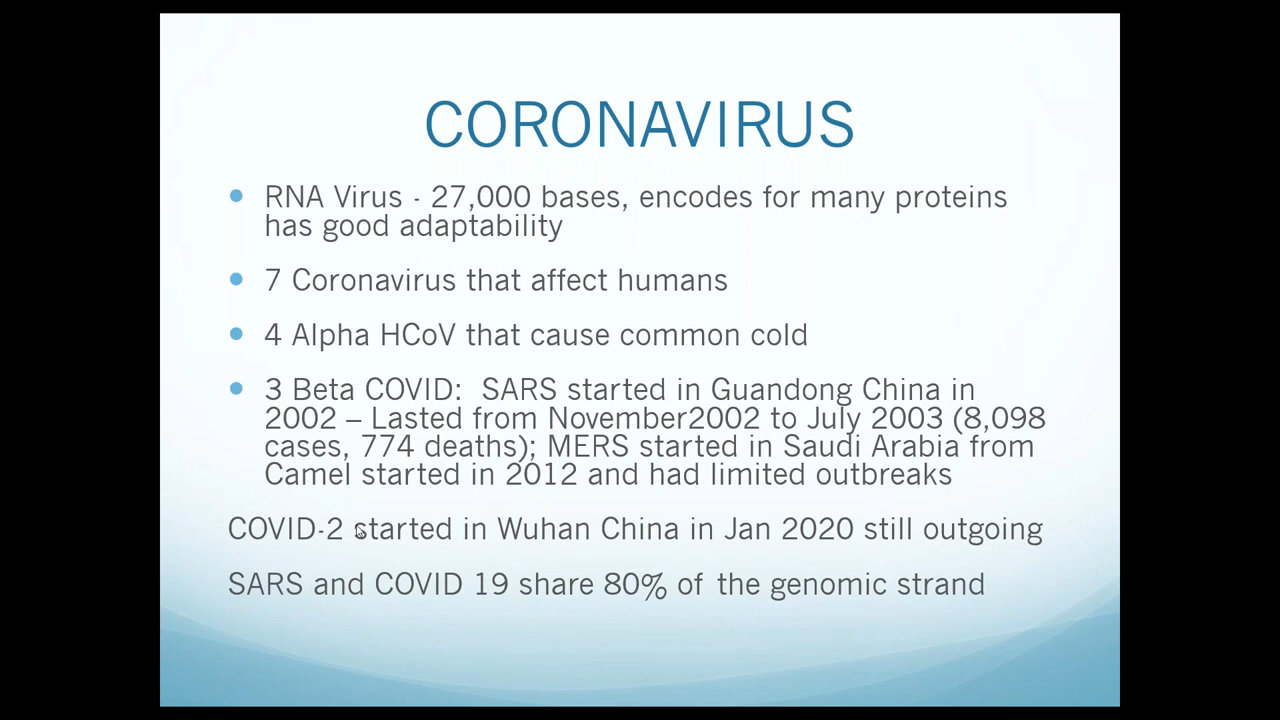 CORONAVIRUS
• RNA Virus - 27,000 bases, encodes for many proteins
has good adaptability
• 7 Coronavirus that affect humans
• 4 Alpha HCoV that cause common cold
• 3 Beta COVID:  SARS started in Guandong China in
2002 – Lasted from November2002 to July 2003 (8,098
cases, 774 deaths); MERS started in Saudi Arabia from
Camel started in 2012 and had limited outbreaks
COVID-2 started in Wuhan China in Jan 2020 still outgoing
SARS and COVID 19 share 80% of the genomic strand